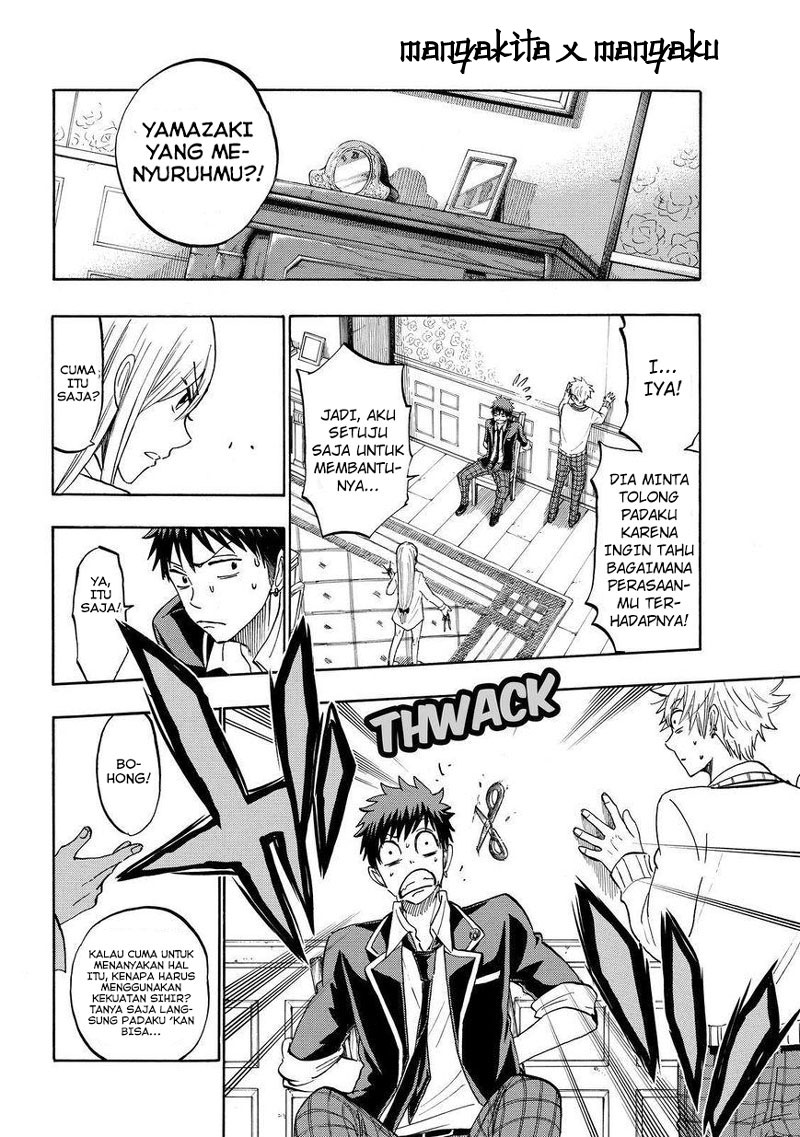 mangakita x mangaku
YAMAZAKI
YANG ME-
NYURUHMU?!
I...
IYA!
DIA MINTA
TOLONG
PADAKU
KARENA
INGIN TAHU
BAGAIMANA
PERASAAN-
MU TER-
HADAPNYA!
JADI, AKU
SETUJU
SAJA UNTUK
MEMBANTU-
NYA...
CUMA
ITU
SAJA?
YA,
ITU
SAJA!
THWACK
BO-
HONG!
KALAU CUMA UNTUK
MENANYAKAN HAL
ITU, KENAPA HARUS
MENGGUNAKAN
KEKUATAN SIHIR?
TANYA SAJA LANG-
SUNG PADAKU 'KAN
BISA...